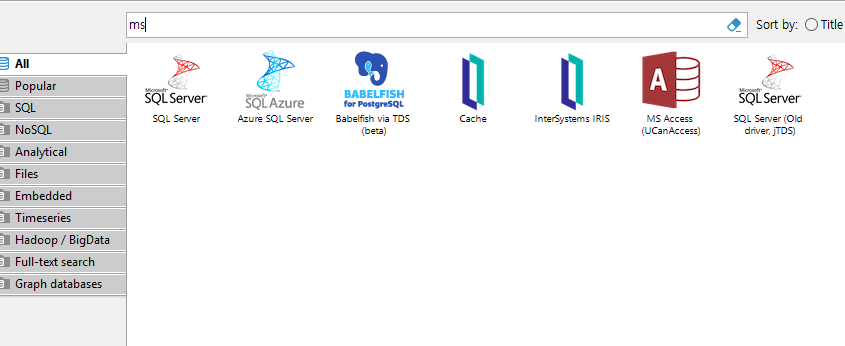 ms
Sort by:
Title
All
Popular
SQL
NoSQL
Analytical
Files
Embedded
Timeseries
Hadoop / BigData
Full-text search
Graph databases
Microsoft
SQL Server
SQL Server
Microsoft
SQL Azure
Azure SQL Server
BABELFISH
for PostgreSQL
Babelfish via TDS
(beta)
Cache
InterSystems IRIS
A
MS Access
(UCanAccess)
Microsoft
SQL Server
SQL Server (Old
driver, jTDS)